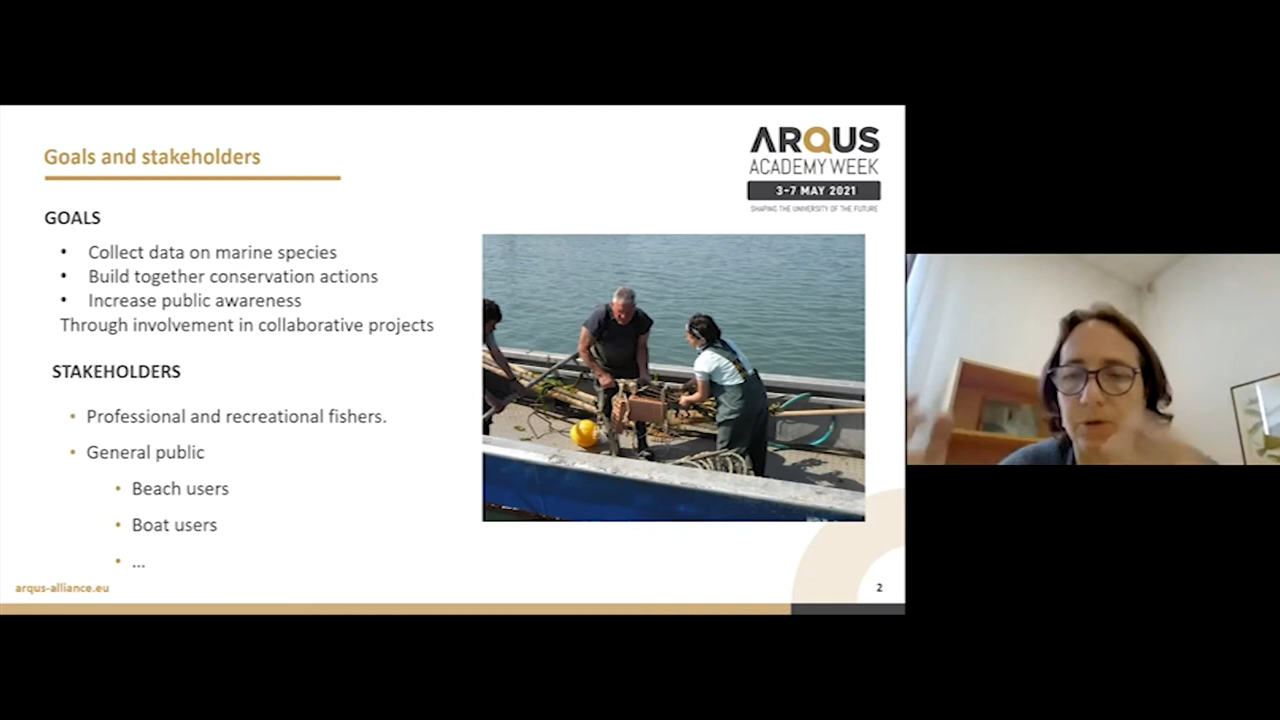 Goals and stakeholders
ARQUS
ACADEMY WEEK
3-7 MAY 2021
SHAPING THE UNIVERSITY OF THE FUTURE
GOALS
• Collect data on marine species
• Build together conservation actions
• Increase public awareness
Through involvement in collaborative projects
STAKEHOLDERS
• Professional and recreational fishers.
• General public
• Beach users
• Boat users
• ...
arqus-alliance.eu
2